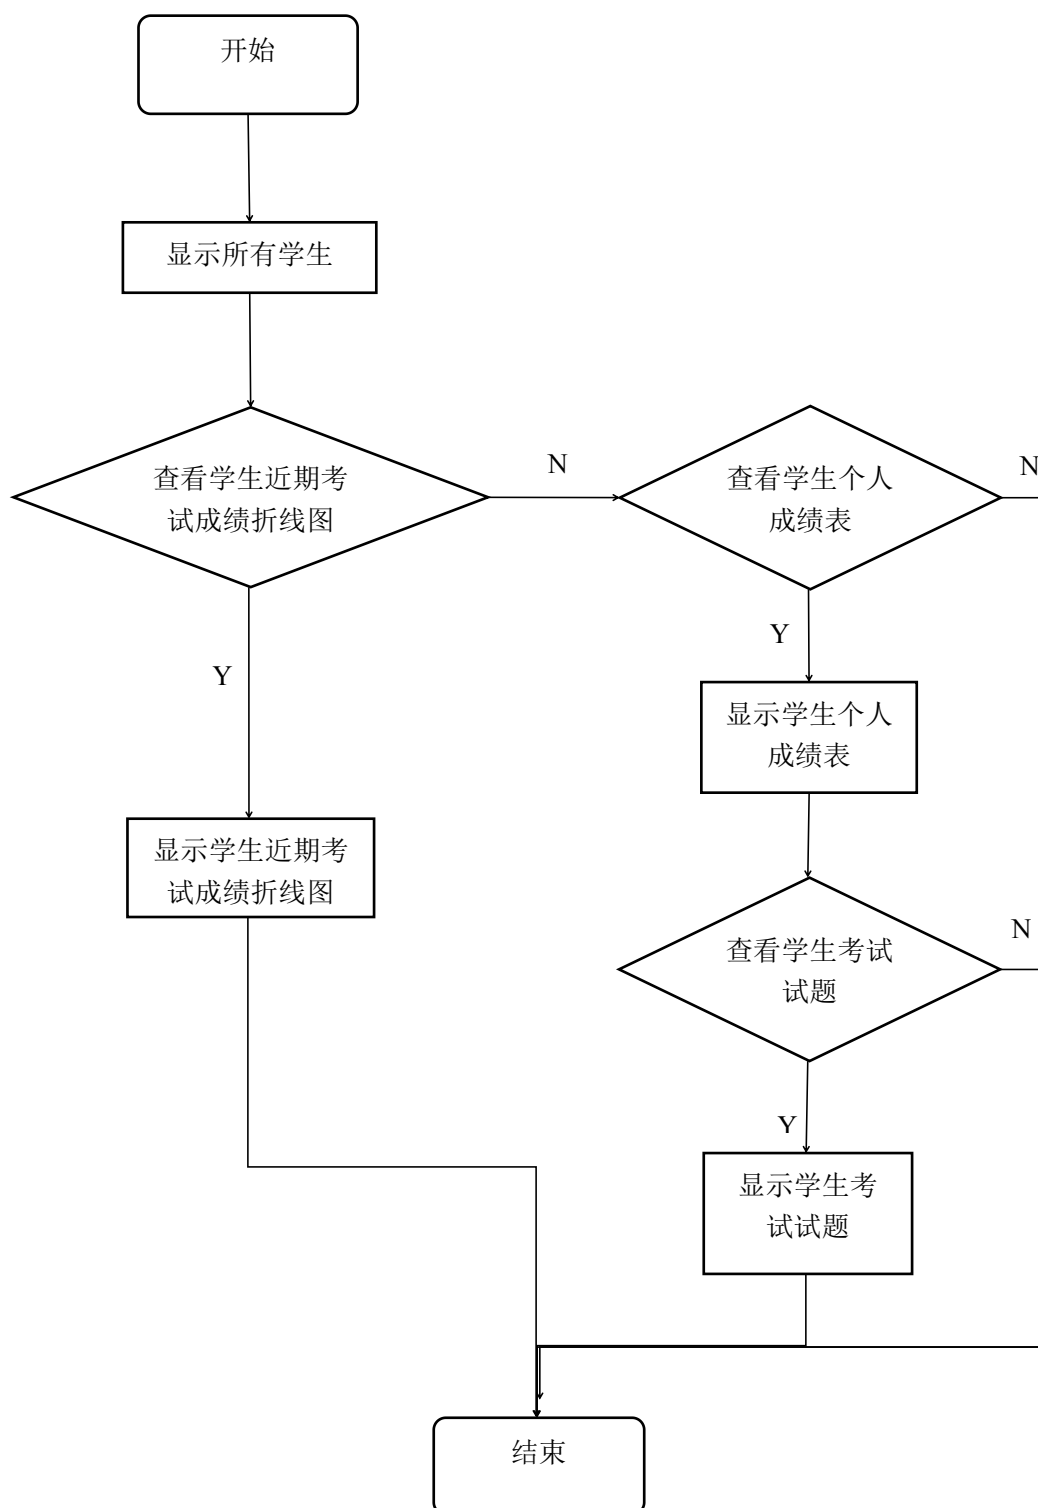 开始
显示所有学生
查看学生近期考
试成绩折线图
N
查看学生个人
成绩表
N
Y
Y
显示学生个人
成绩表
显示学生近期考
试成绩折线图
查看学生考试
试题
N
Y
显示学生考
试试题
结束